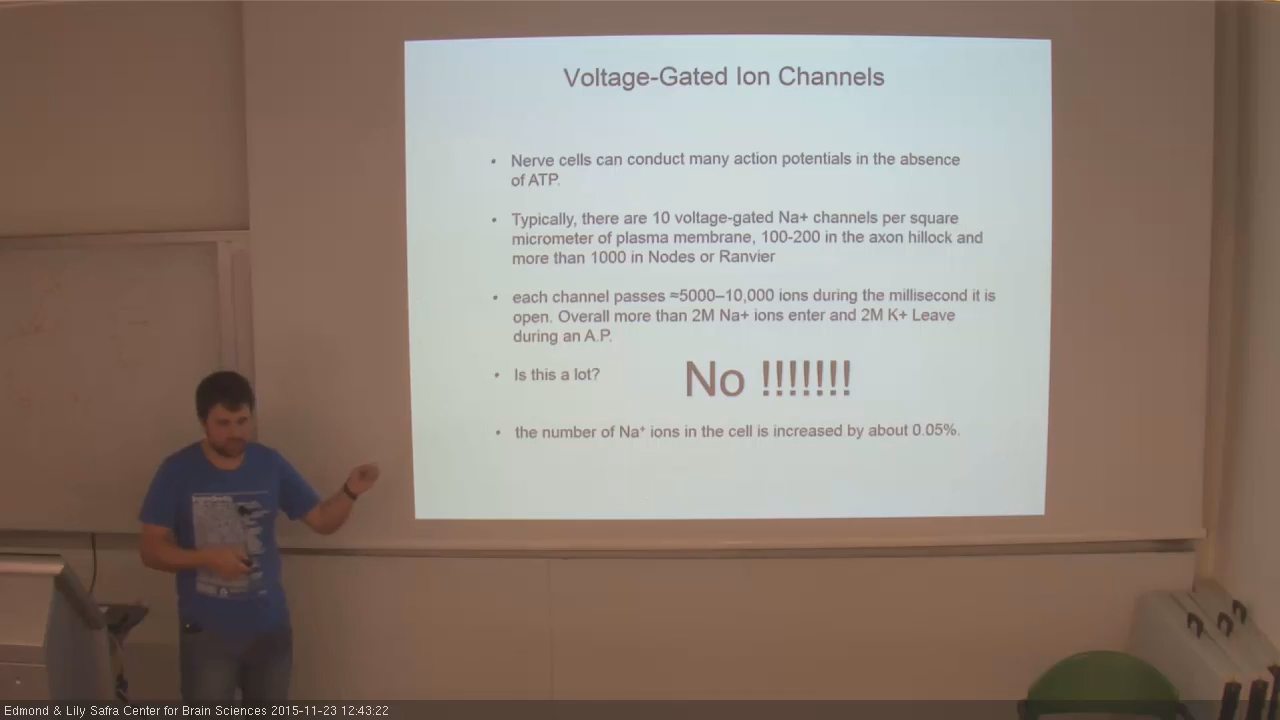 Voltage-Gated Ion Channels
• Nerve cells can conduct many action potentials in the absence
of ATP.
• Typically, there are 10 voltage-gated Na+ channels per square
micrometer of plasma membrane, 100-200 in the axon hillock and
more than 1000 in Nodes or Ranvier
• each channel passes ≈5000–10,000 ions during the millisecond it is
open. Overall more than 2M Na+ ions enter and 2M K+ Leave
during an A.P.
• Is this a lot? No !!!!!!!
• the number of Na⁺ ions in the cell is increased by about 0.05%.
Edmond & Lily Safra Center for Brain Sciences 2015-11-23 12:43:22